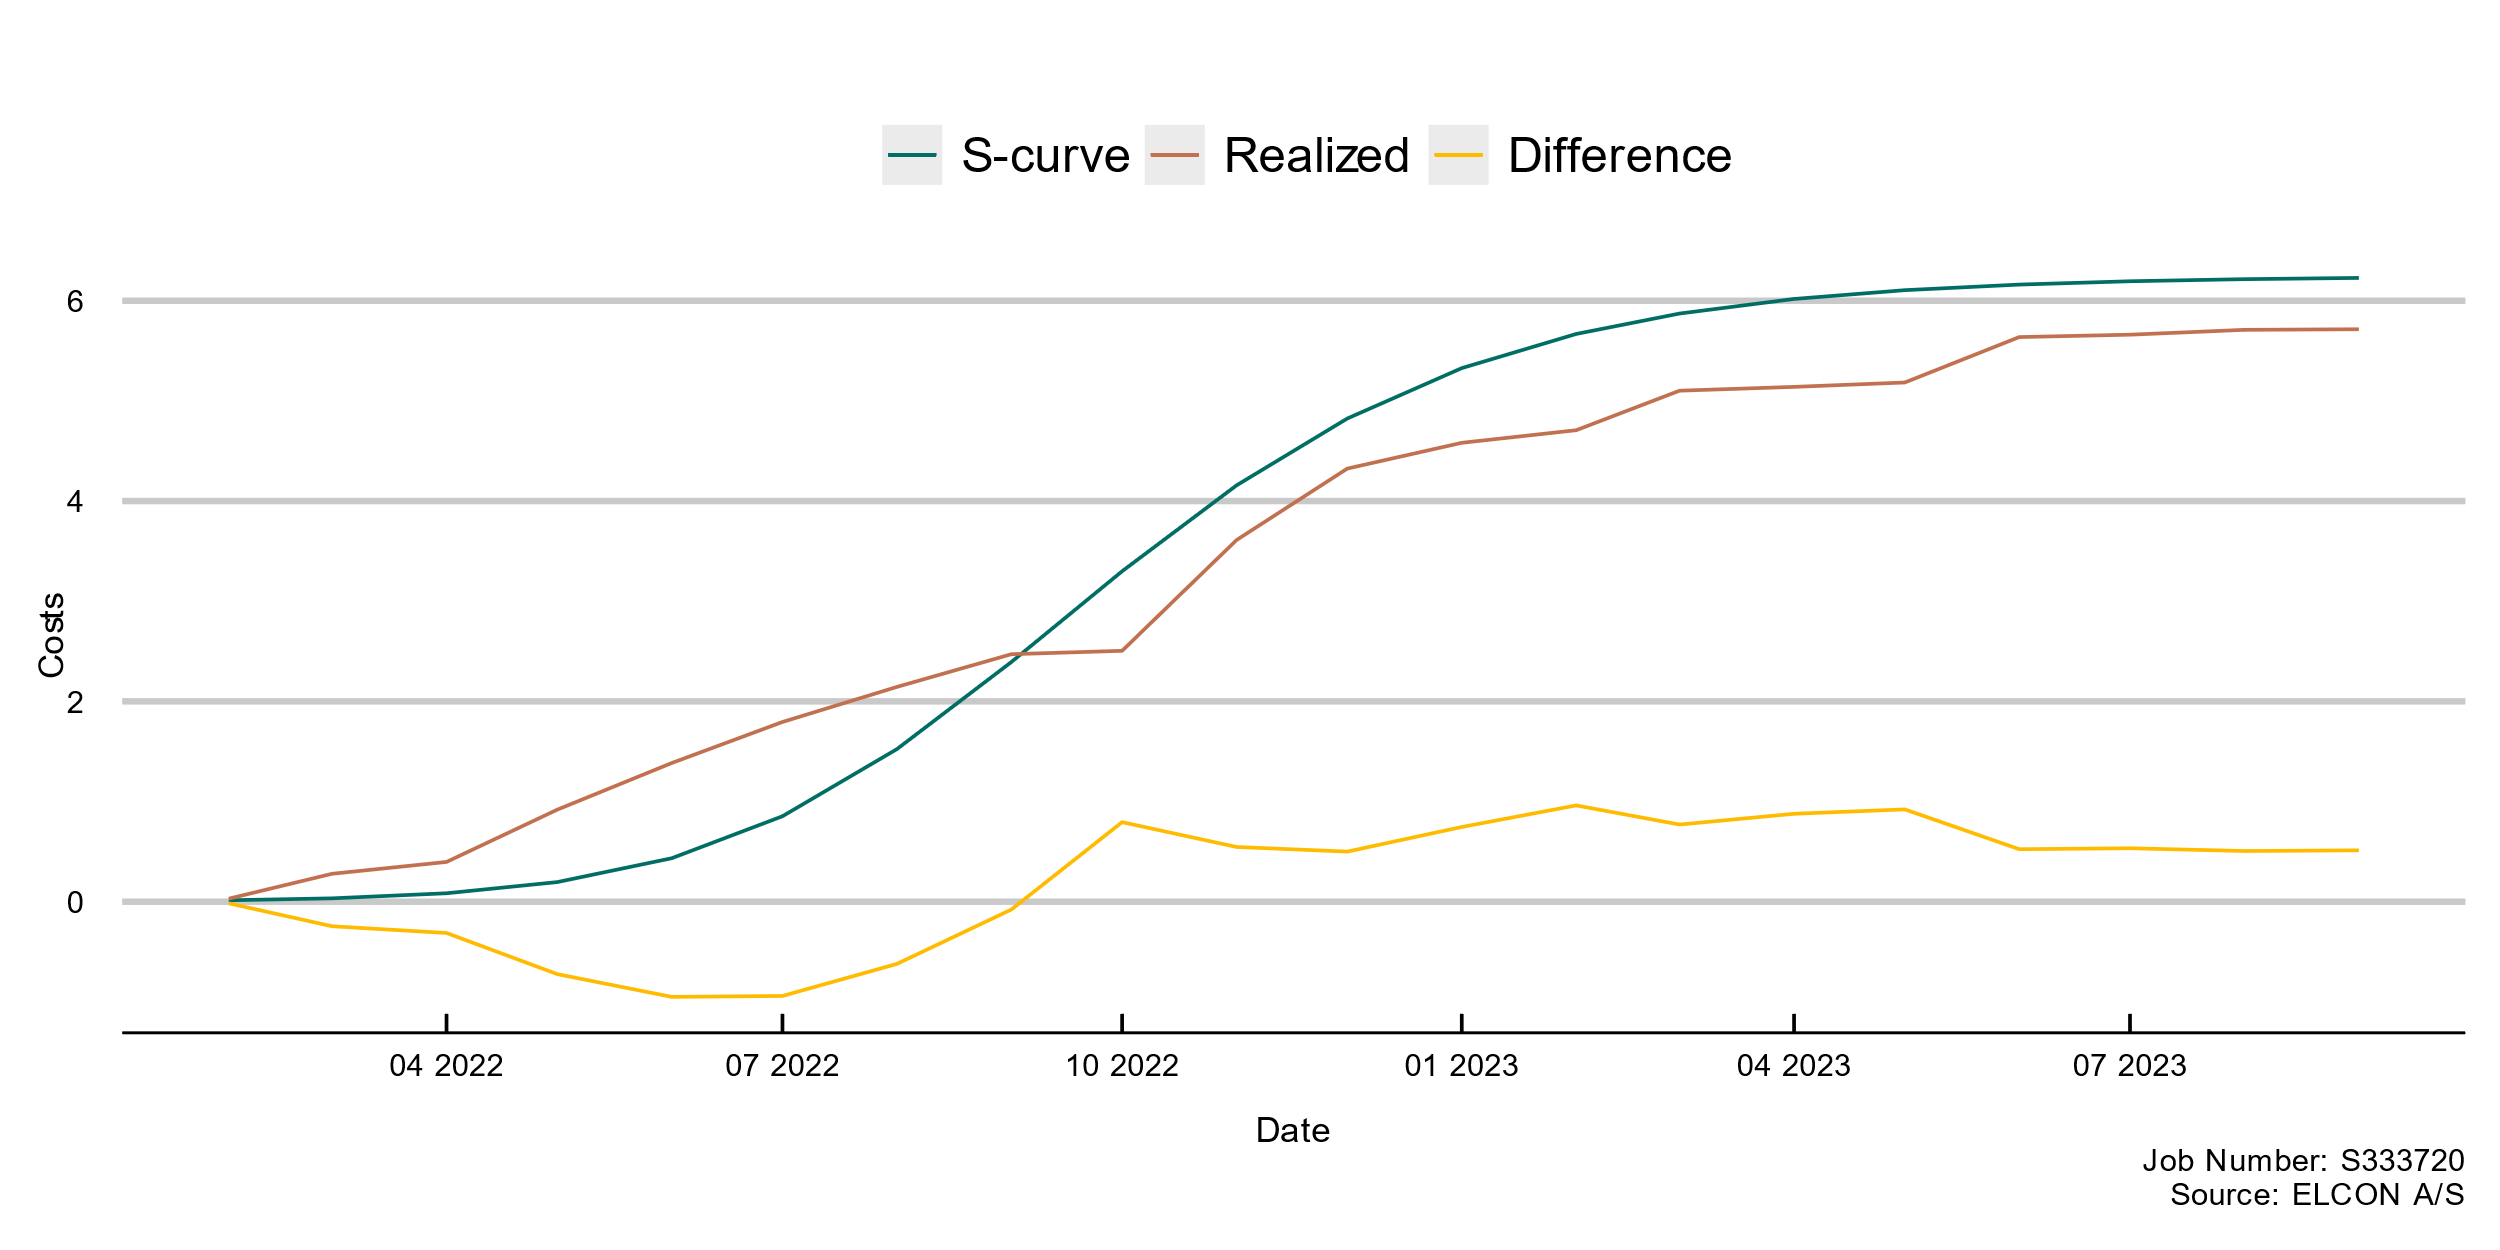 S-curve Realized Difference
6
4
2
0
Costs
04 2022 07 2022 10 2022 01 2023 04 2023 07 2023
Date
Job Number: S333720
Source: ELCON A/S